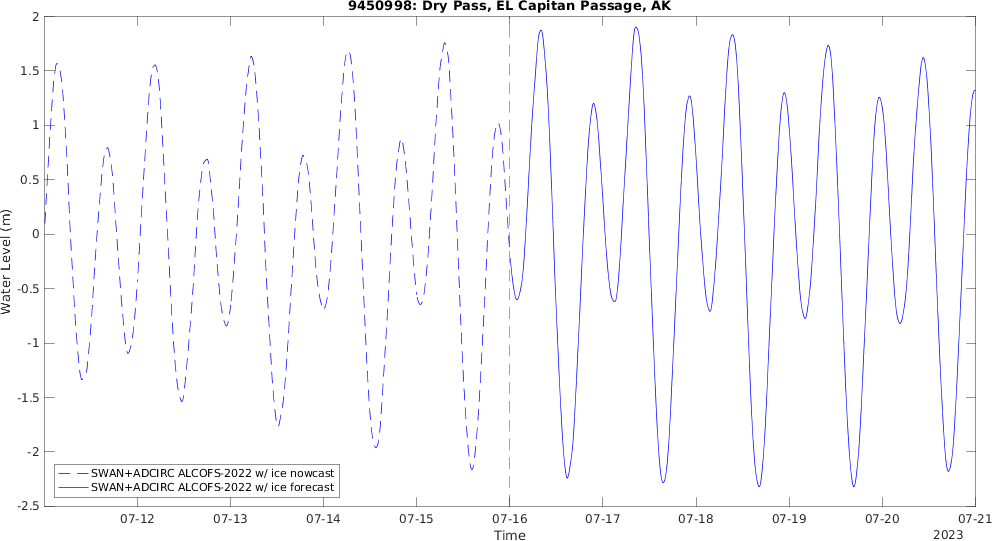 9450998: Dry Pass, EL Capitan Passage, AK
2
1.5
1
0.5
0
-0.5
-1
-1.5
-2
-2.5
Water Level (m)
SWAN+ADCIRC ALCOFS-2022 w/ ice nowcast
SWAN+ADCIRC ALCOFS-2022 w/ ice forecast
07-12 07-13 07-14 07-15 07-16 07-17 07-18 07-19 07-20 07-21
Time
2023